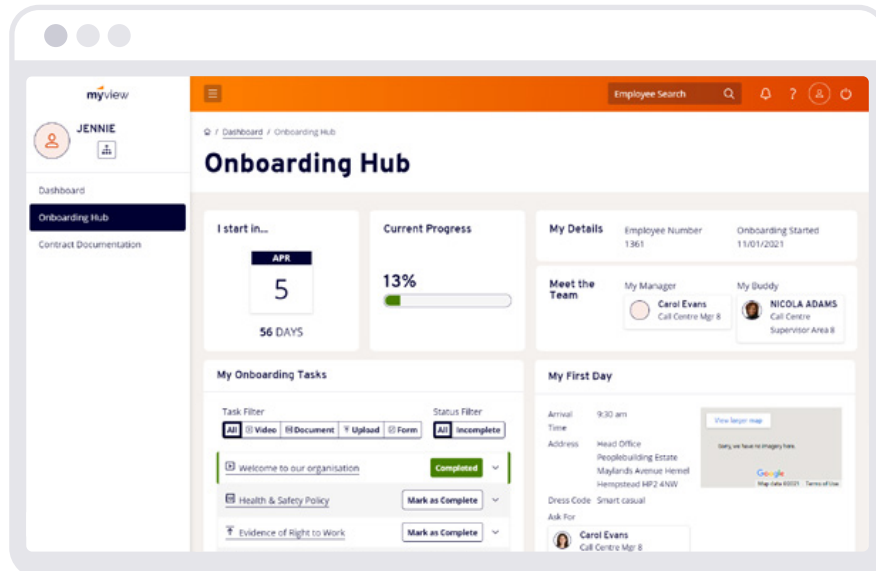 myview
Employee Search
?
JENNIE
/ Dashboard / Onboarding Hub
Onboarding Hub
Dashboard
Onboarding Hub
Contract Documentation
I start in...
APR
5
56 DAYS
Current Progress
13%
My Details
Employee Number
1361
Onboarding Started
11/01/2021
Meet the
Team
My Manager
Carol Evans
Call Centre Mgr 8
My Buddy
NICOLA ADAMS
Call Centre
Supervisor Area 8
My Onboarding Tasks
Task Filter
All Video Document Upload Form
Status Filter
All Incomplete
Welcome to our organisation Completed
Health & Safety Policy Mark as Complete
Evidence of Right to Work Mark as Complete
My First Day
Arrival
Time
9:30 am
Address
Head Office
Peoplebuilding Estate
Maylands Avenue Hemel
Hempstead HP2 4NW
Dress Code Smart casual
Ask For
Carol Evans
Call Centre Mgr 8
View larger map
Sorry, we have no imagery here.
Google
Map data ©2021 Terms of Use